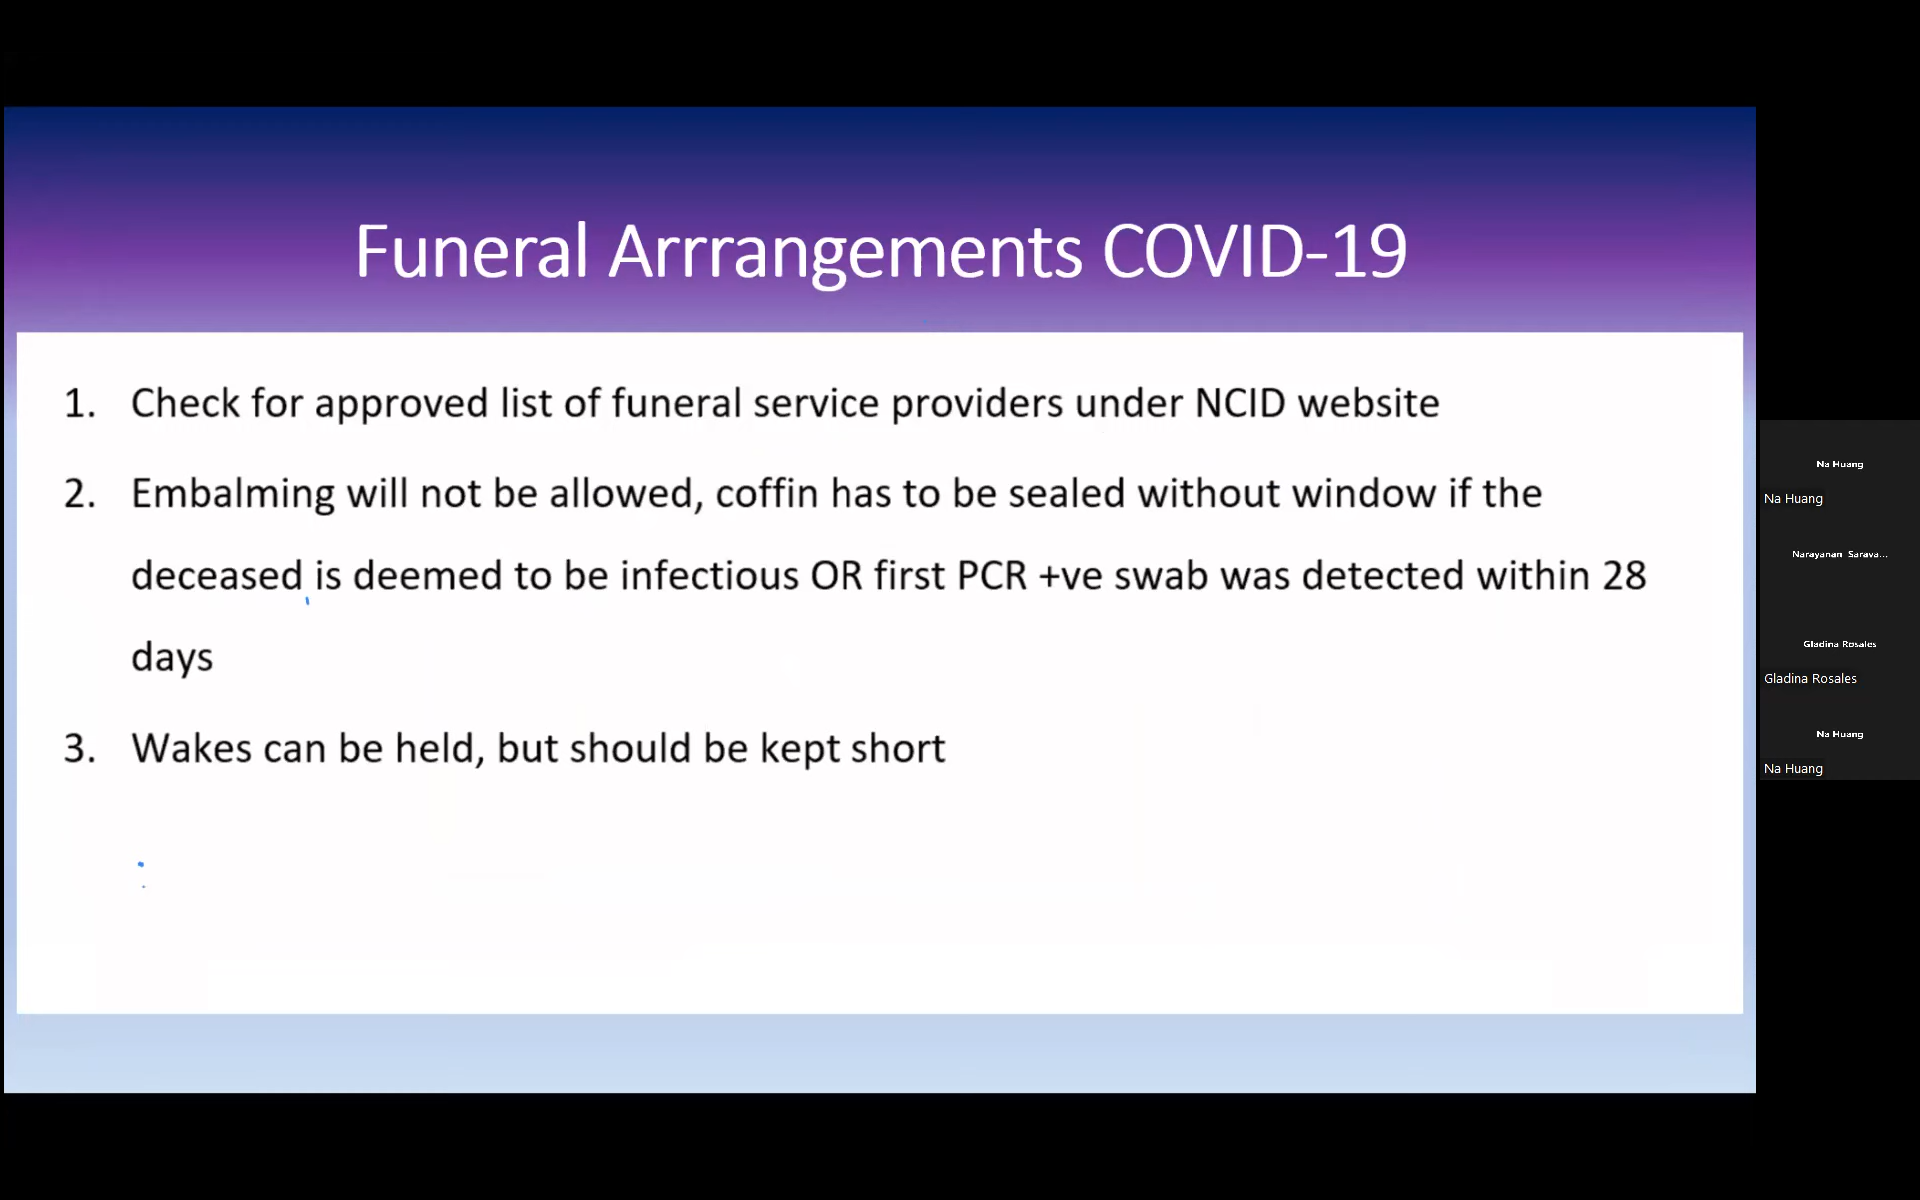 Funeral Arrrangements COVID-19
1. Check for approved list of funeral service providers under NCID website
2. Embalming will not be allowed, coffin has to be sealed without window if the
deceased is deemed to be infectious OR first PCR +ve swab was detected within 28
days
3. Wakes can be held, but should be kept short
Na Huang
Na Huang
Narayanan Sarava...
Gladina Rosales
Gladina Rosales
Na Huang
Na Huang